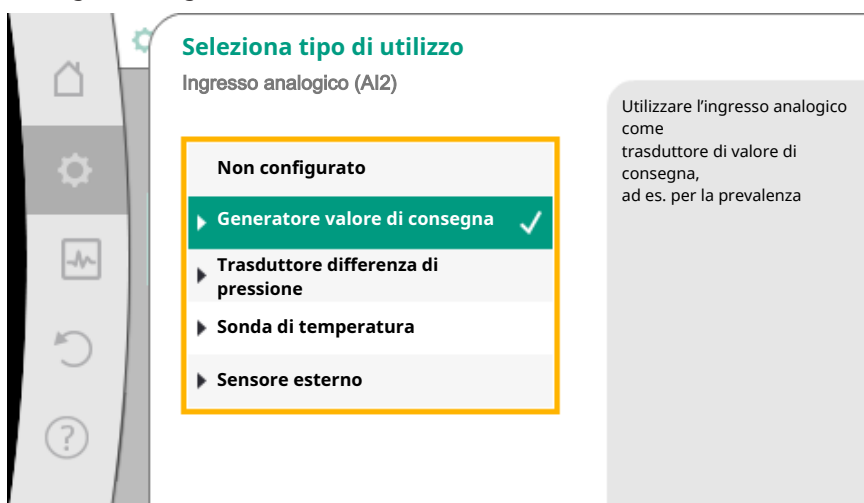 Seleziona tipo di utilizzo
Ingresso analogico (AI2)
Non configurato
Generatore valore di consegna
Trasduttore differenza di
pressione
Sonda di temperatura
Sensore esterno
Utilizzare l'ingresso analogico
come
trasduttore di valore di
consegna,
ad es. per la prevalenza
?